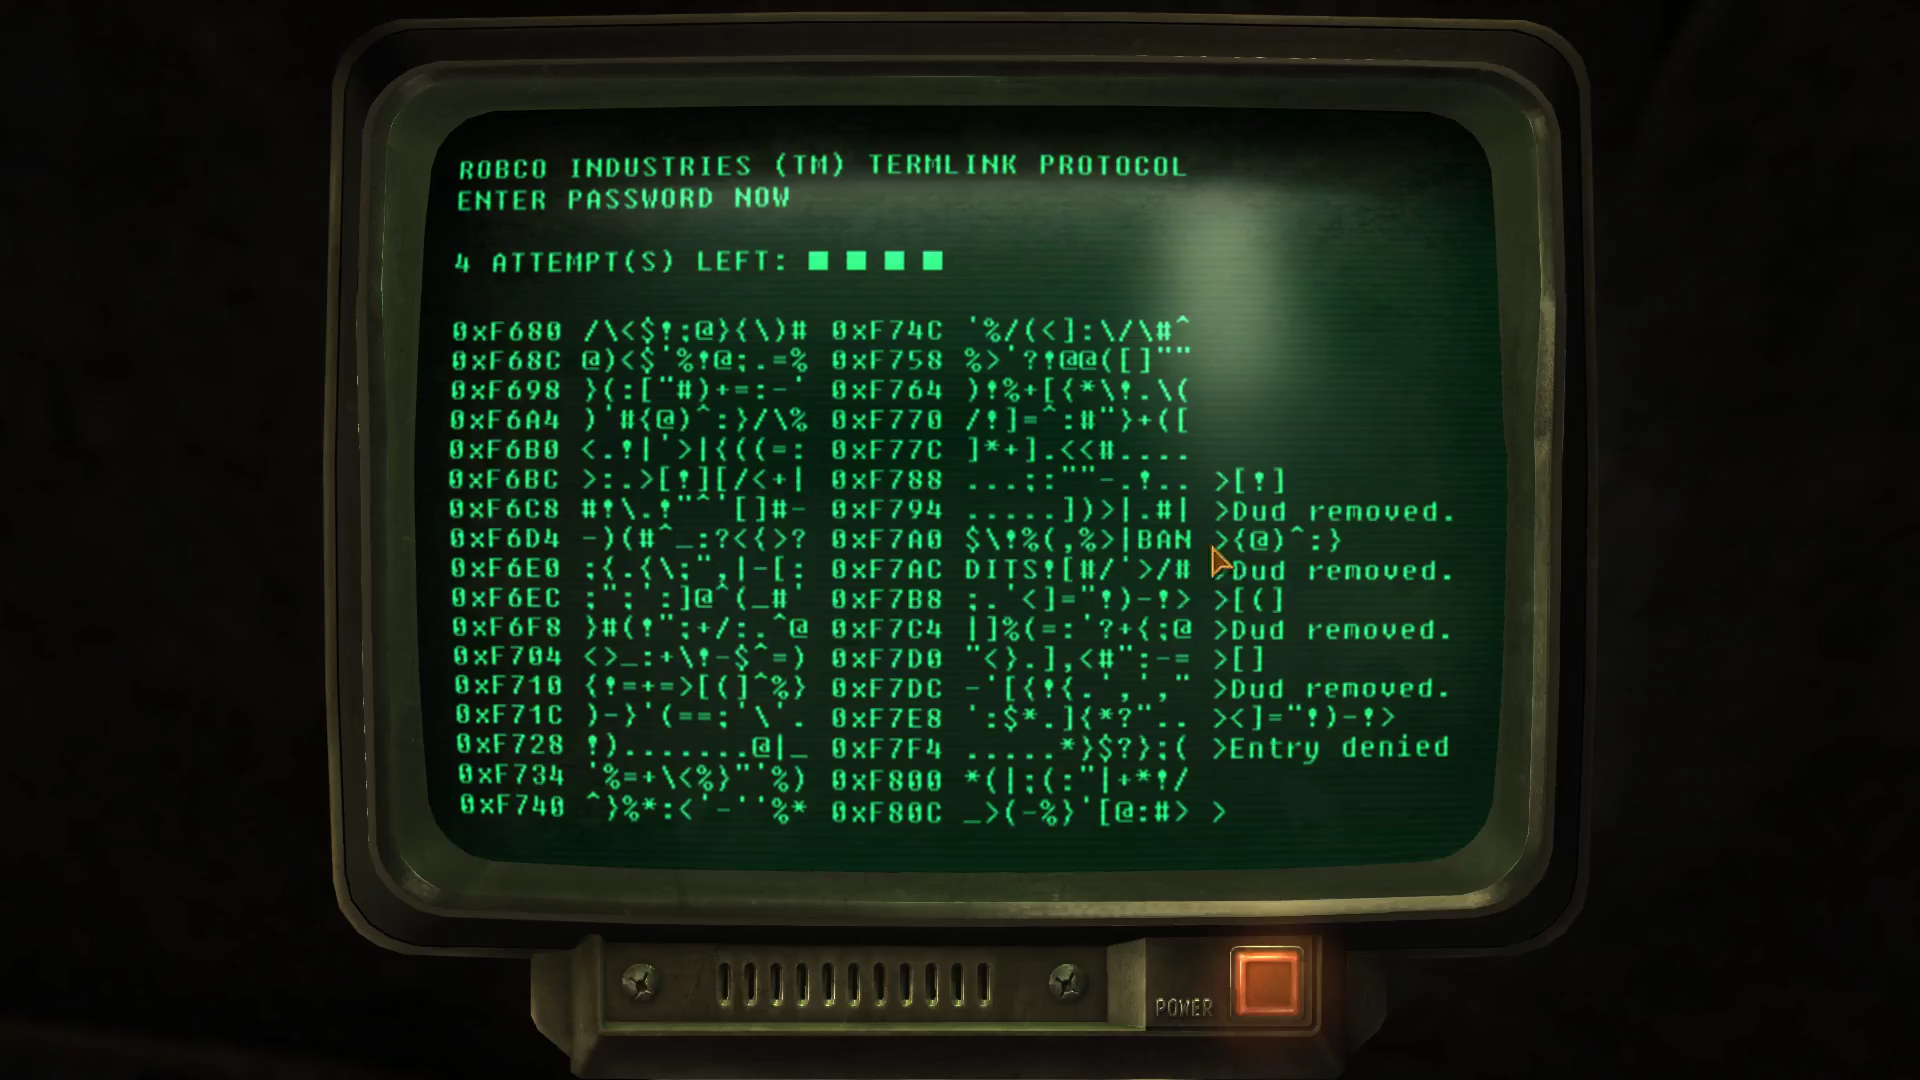 ROBCO INDUSTRIES (TM) TERMLINK PROTOCOL
ENTER PASSWORD NOW
4 ATTEMPT(S) LEFT: ■ ■ ■ ■
0xF680 /\<$!;@}{\)# 0xF74C '%/(<]:\/\#^
0xF68C @)<$'%!@;.=% 0xF758 %>'?!@@([]""
0xF698 }(:["#)+=:-' 0xF764 )!%+[{*\!.\(
0xF6A4 )'#{@)^:}/\% 0xF770 /!]=^:#"}+([
0xF6B0 <.!|'>|{((=: 0xF77C ]*+].<<#....
0xF6BC >:.>[!][/<+| 0xF788 ...;:""-.!.. >[!]
0xF6C8 #!\.!"^'[]#- 0xF794 .....])>|.#| >Dud removed.
0xF6D4 -)(#^_:?<{>? 0xF7A0 $\!%(,%>|BAN >{@)^:}
0xF6E0 ;{.{\;",|-[: 0xF7AC DITS![#/'>/# >Dud removed.
0xF6EC ;";':]@^(_#' 0xF7B8 ;.'<]="!)-!> >[(]
0xF6F8 }#(!";+/:.^@ 0xF7C4 |]%(=:'?+{;@ >Dud removed.
0xF704 <>_:+\!-$^=) 0xF7D0 "<}.],<#":-= >[]
0xF710 {!=+=>[(]^%} 0xF7DC -'[{!{.',',"  >Dud removed.
0xF71C )-}'(==;'\'. 0xF7E8 ':$*.]{*?".. ><]="!)-!>
0xF728 !).......@|_ 0xF7F4 .....*}$?};( >Entry denied
0xF734 '%=+\<%}"'%) 0xF800 *(|;(:"|+*!/
0xF740 ^}%*:<'-''%* 0xF80C _>(-%}'[@:#> >
POWER